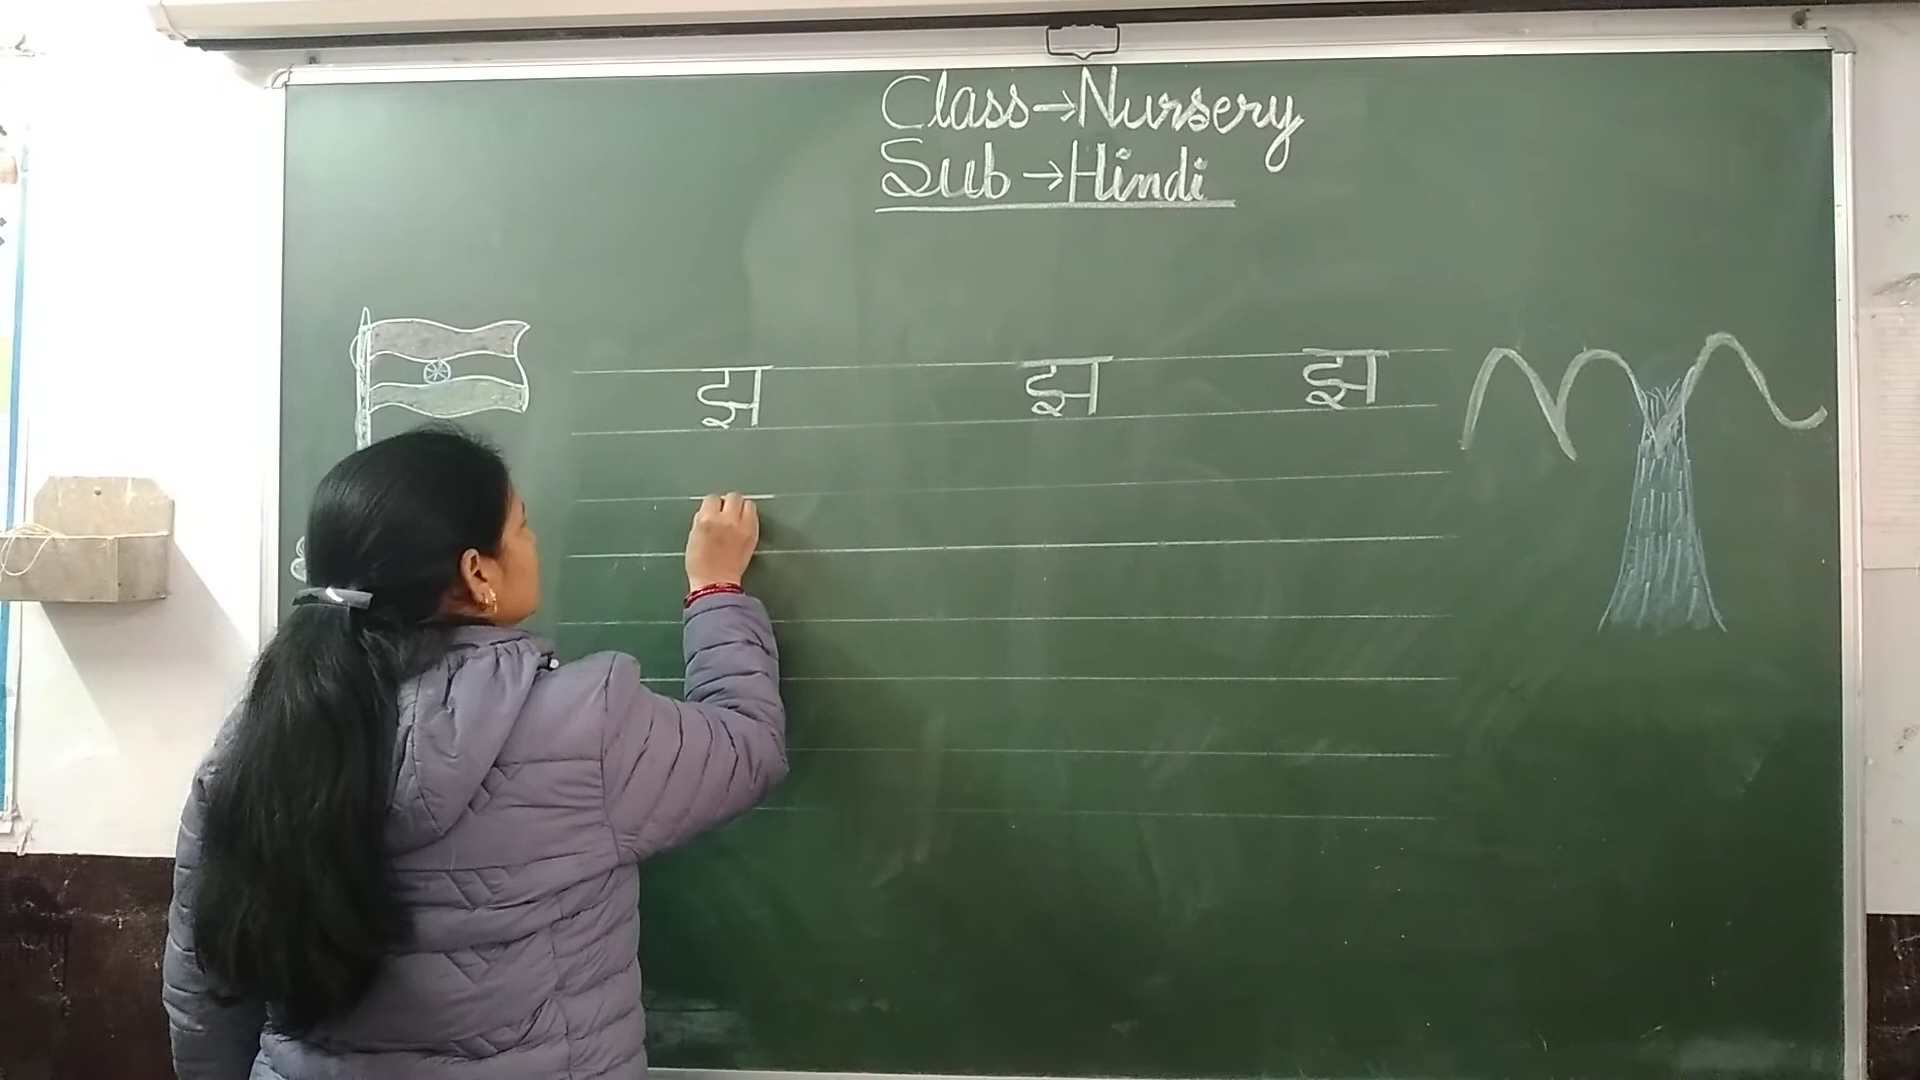 Class→Nursery
Sub→Hindi
झ झ झ